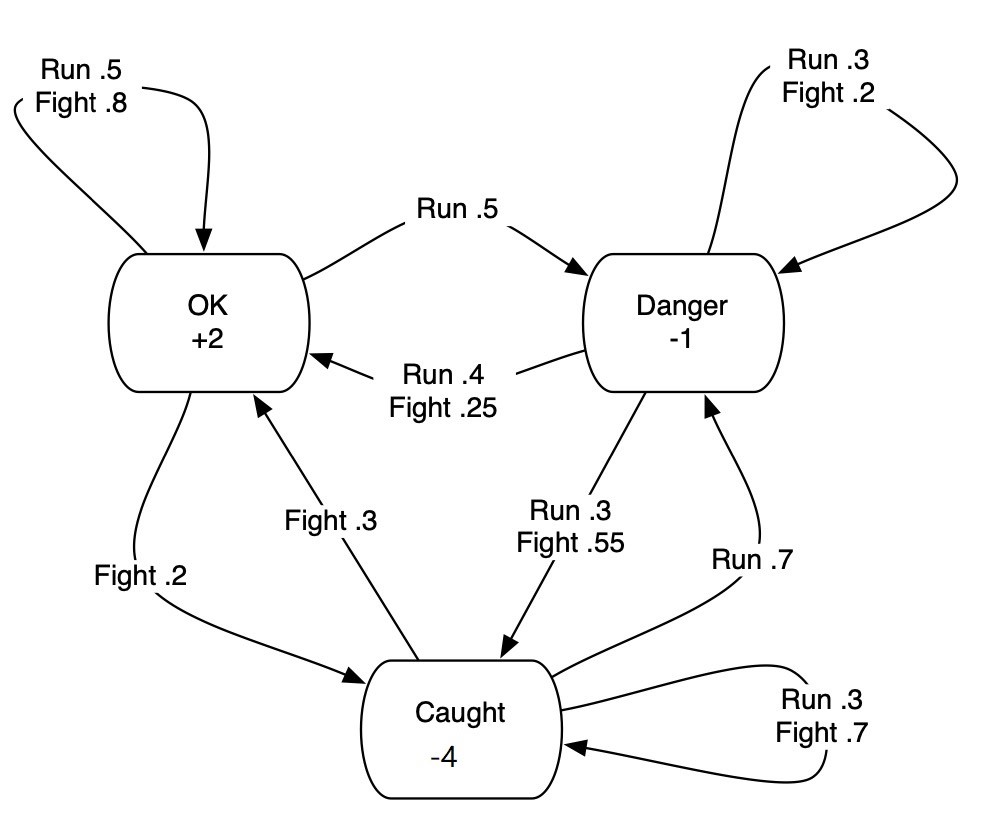 Run .5
Fight .8
Run .3
Fight .2
Run .5
OK
+2
Danger
-1
Run .4
Fight .25
Fight .3
Run .3
Fight .55
Fight .2
Run .7
Caught
-4
Run .3
Fight .7